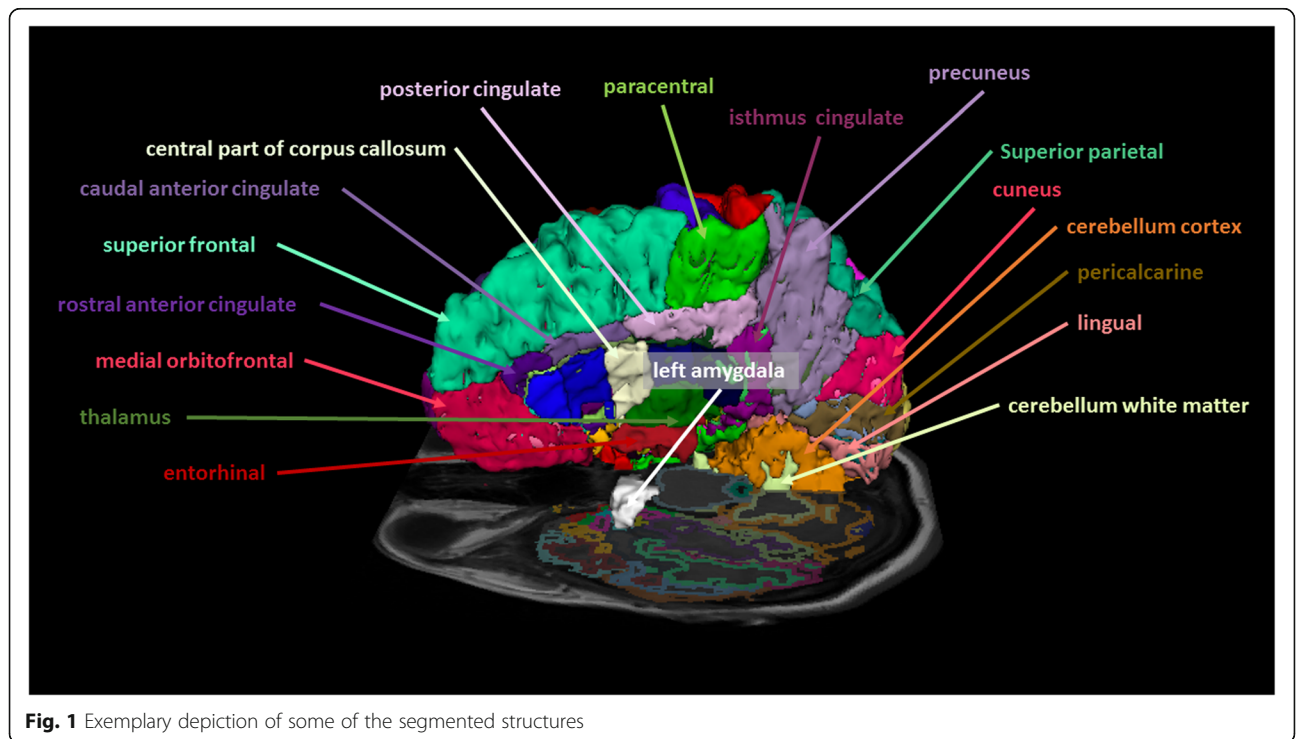 precuneus
posterior cingulate
paracentral
isthmus cingulate
central part of corpus callosum
Superior parietal
caudal anterior cingulate
cuneus
superior frontal
cerebellum cortex
pericalcarine
rostral anterior cingulate
lingual
medial orbitofrontal
left amygdala
thalamus
cerebellum white matter
entorhinal
Fig. 1 Exemplary depiction of some of the segmented structures